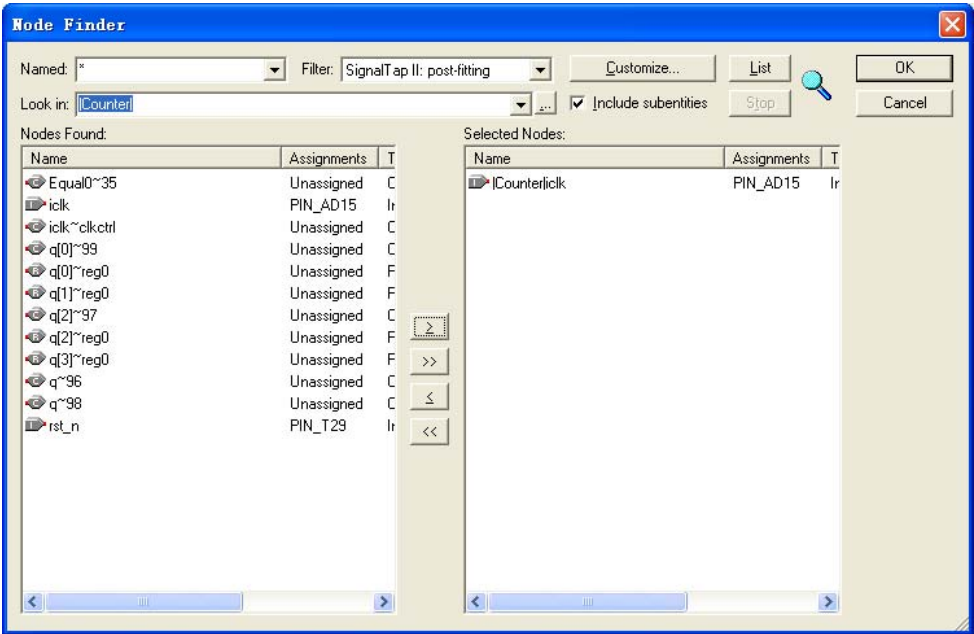 Node Finder
Named: * Filter: SignalTap II: post-fitting Customize... List OK
Look in: |Counter| ... Include subentities Stop Cancel
Nodes Found: Selected Nodes:
Name Assignments T Name Assignments T
Equal0~35 Unassigned C |Counter|iclk PIN_AD15 In
iclk PIN_AD15 In
iclk~clkctrl Unassigned C
q[0]~99 Unassigned C
q[0]~reg0 Unassigned F
q[1]~reg0 Unassigned F
q[2]~97 Unassigned C
q[2]~reg0 Unassigned F
>
q[3]~reg0 Unassigned F
>>
q~96 Unassigned C
<
q~98 Unassigned C
rst_n PIN_T29 In
<<